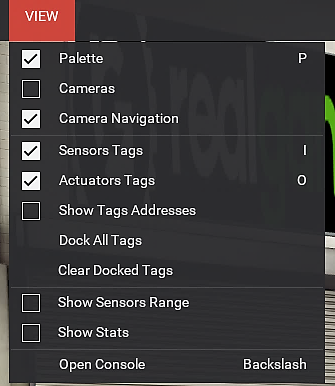 VIEW
Palette P
Cameras
Camera Navigation
Sensors Tags I
Actuators Tags O
Show Tags Addresses
Dock All Tags
Clear Docked Tags
Show Sensors Range
Show Stats
Open Console Backslash